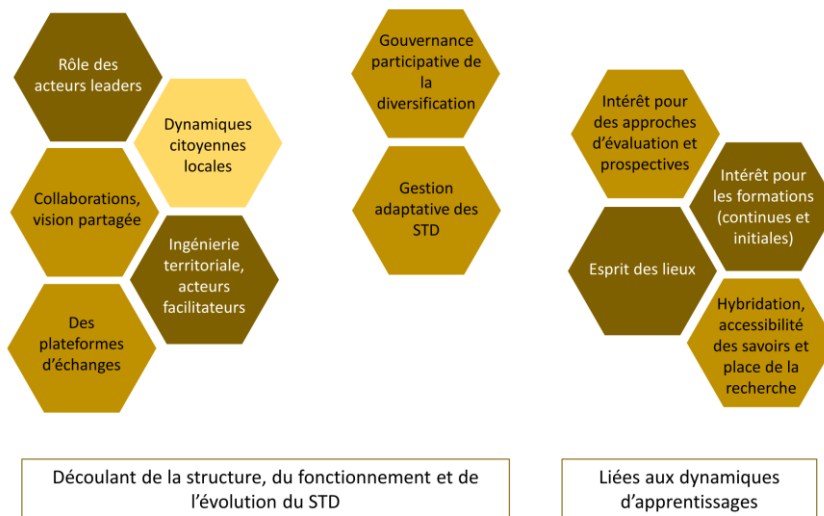 Rôle des
acteurs leaders
Dynamiques
citoyennes
locales
Collaborations,
vision partagée
Ingénierie
territoriale,
acteurs
facilitateurs
Des
plateformes
d'échanges
Gouvernance
participative de
la
diversification
Gestion
adaptative des
STD
Intérêt pour
des approches
d'évaluation et
prospectives
Intérêt pour
les formations
(continues et
initiales)
Esprit des lieux
Hybridation,
accessibilité
des savoirs et
place de la
recherche
Découlant de la structure, du fonctionnement et de
l'évolution du STD
Liées aux dynamiques
d'apprentissages